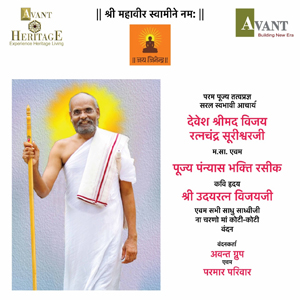 || श्री महावीर स्वामीने नमः ||
AVANT
HERITAGE
Experience Heritage Living
AVANT
Building New Era
|| जय जिनेन्द्र ||
परम पूज्य तत्वप्रज्ञ
सरल स्वभावी आचार्य
देवेश श्रीमद विजय
रत्नचंद्र सूरीश्वरजी
म.सा. एवम
पूज्य पंन्यास भक्ति रसीक
कवि हृदय
श्री उदयरत्न विजयजी
एवम सभी साधु साध्वीजी
ना चरणो मां कोटी-कोटी
वंदन
वंदनकर्ता
अवन्त ग्रुप
एवम
परमार परिवार